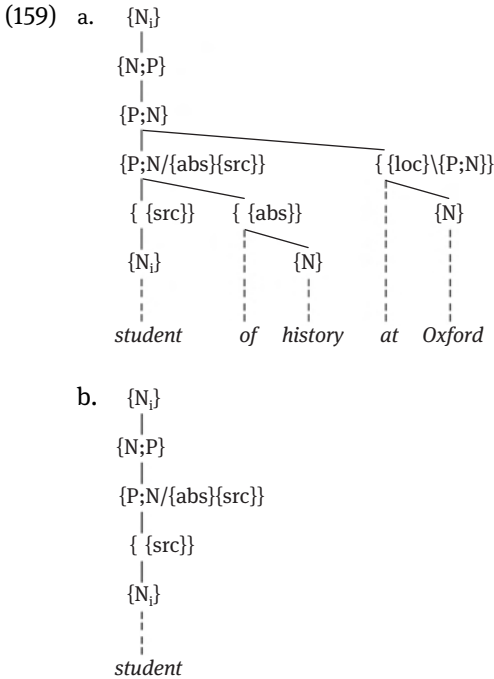 (159) a. {Nᵢ}
{N;P}
{P;N}
{P;N/{abs}{src}} { {loc}\{P;N}}
{ {src}} { {abs}} {N}
{Nᵢ} {N}
student of history at Oxford
b. {Nᵢ}
{N;P}
{P;N/{abs}{src}}
{ {src}}
{Nᵢ}
student